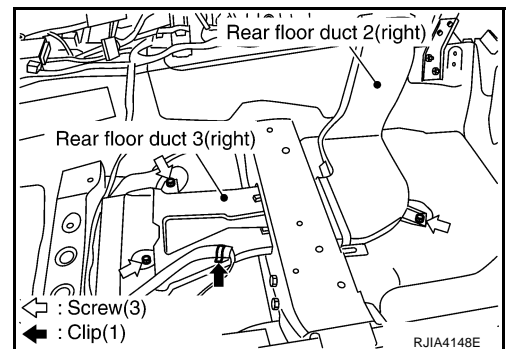 Rear floor duct 2(right)
Rear floor duct 3(right)
: Screw(3)
: Clip(1)
RJIA4148E